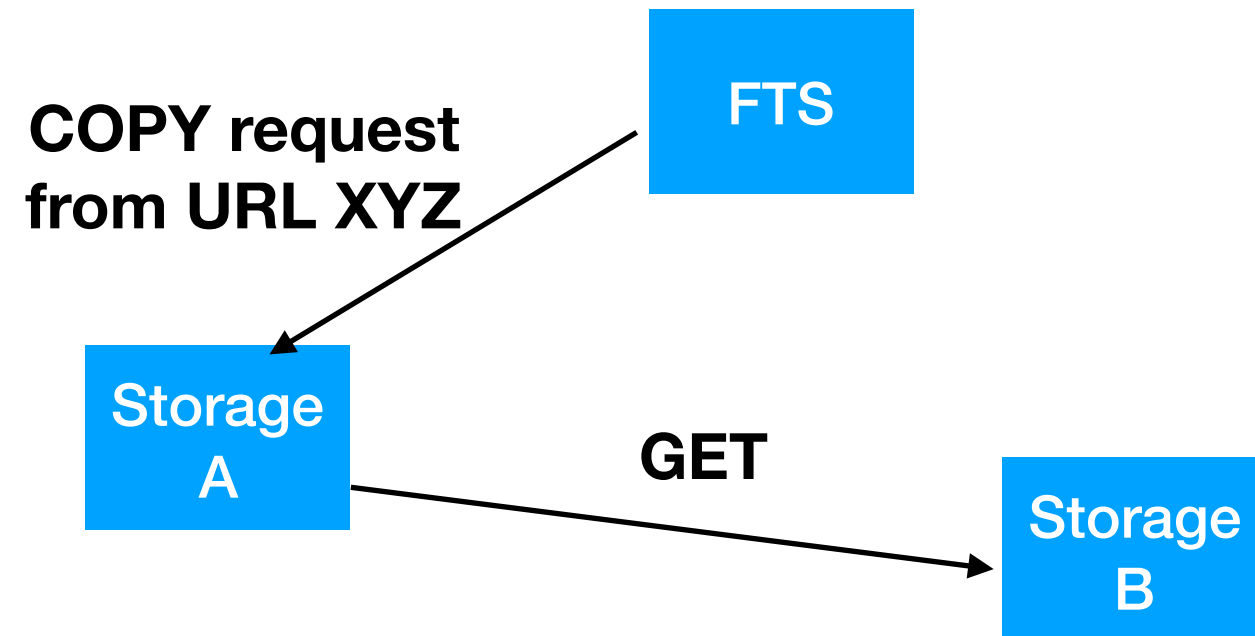 FTS
COPY request
from URL XYZ
Storage
A
GET
Storage
B